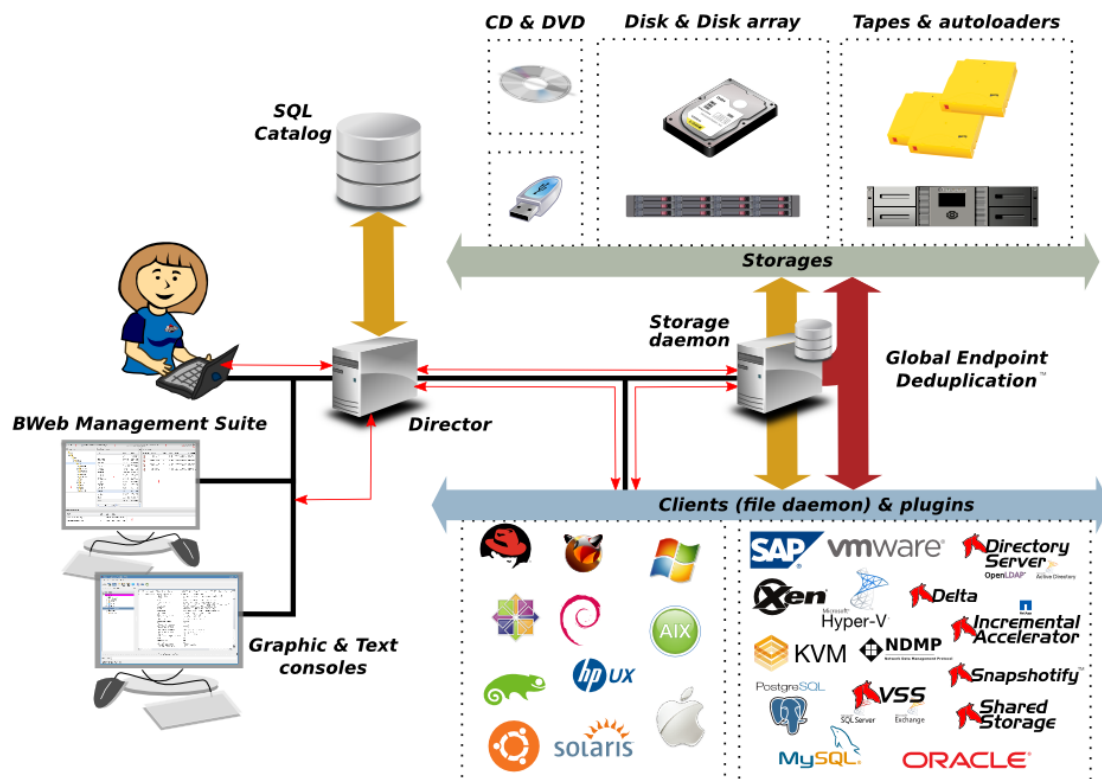 CD & DVD
Disk & Disk array
Tapes & autoloaders
SQL
Catalog
Storages
Storage
daemon
Global Endpoint
Deduplication™
Director
BWeb Management Suite
Graphic & Text
consoles
Clients (file daemon) & plugins
SAP
vmware
Directory
Server
OpenLDAP
Active Directory
Xen
Microsoft
Hyper-V
Delta
Incremental
Accelerator
AIX
KVM
NDMP
Network Data Management Protocol
Snapshotify™
hp UX
PostgreSQL
VSS
SQL Server
Exchange
Shared
Storage
solaris
MySQL
ORACLE